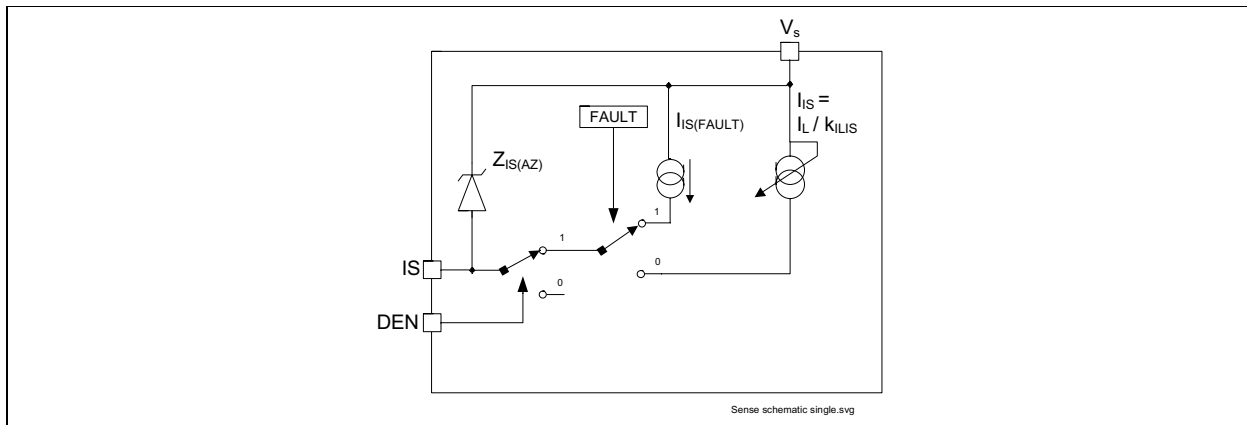 Vs
IIS =
IL / kILIS
FAULT
IIS(FAULT)
ZIS(AZ)
1
1
IS
0
0
DEN
Sense schematic single.svg